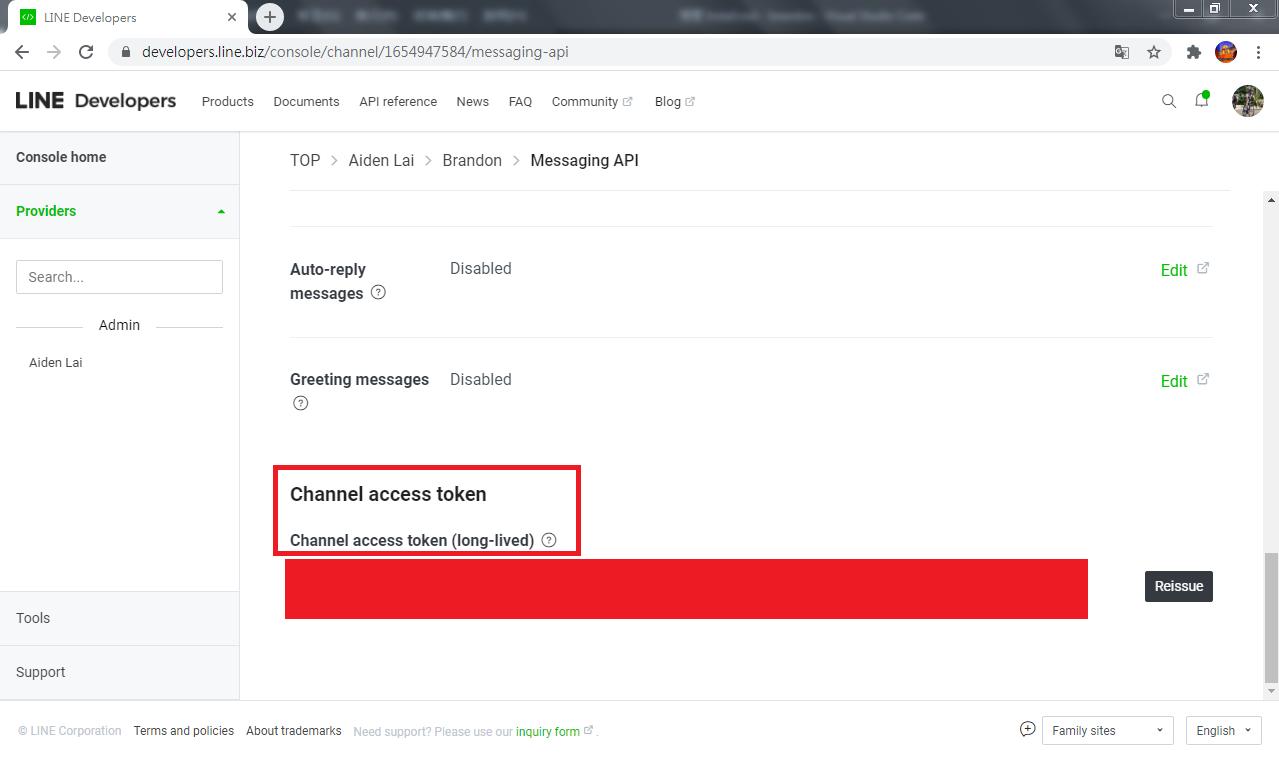 LINE Developers
developers.line.biz/console/channel/1654947584/messaging-api
LINE Developers
Products Documents API reference News FAQ Community Blog
Console home
Providers
Search...
Admin
Aiden Lai
Tools
Support
TOP > Aiden Lai > Brandon > Messaging API
Auto-reply messages ?
Disabled
Edit
Greeting messages ?
Disabled
Edit
Channel access token
Channel access token (long-lived) ?
Reissue
© LINE Corporation Terms and policies About trademarks Need support? Please use our inquiry form .
Family sites English